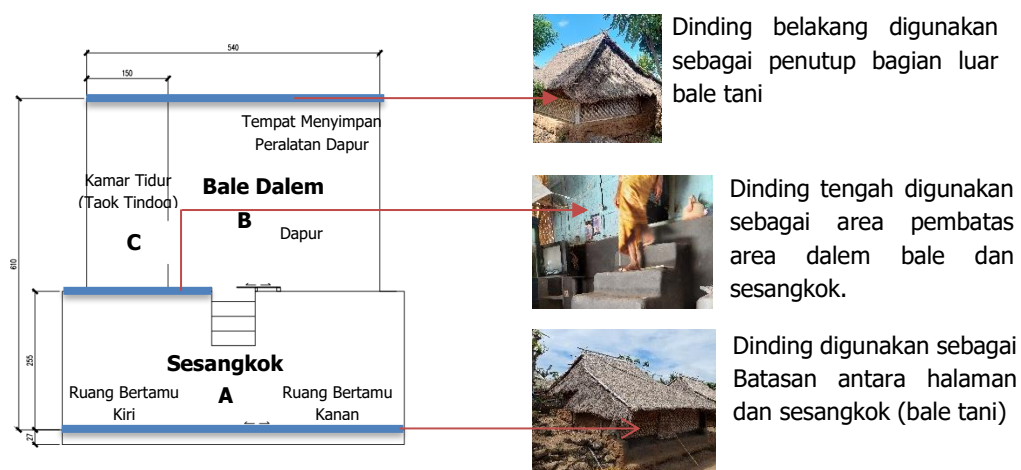 540
150
Tempat Menyimpan
Peralatan Dapur
Kamar Tidur
(Taok Tindoq)
Bale Dalem
B
C
Dapur
610
255
27
Sesangkok
A
Ruang Bertamu
Kiri
Ruang Bertamu
Kanan
Dinding belakang digunakan
sebagai penutup bagian luar
bale tani
Dinding tengah digunakan
sebagai area pembatas
area dalem bale dan
sesangkok.
Dinding digunakan sebagai
Batasan antara halaman
dan sesangkok (bale tani)